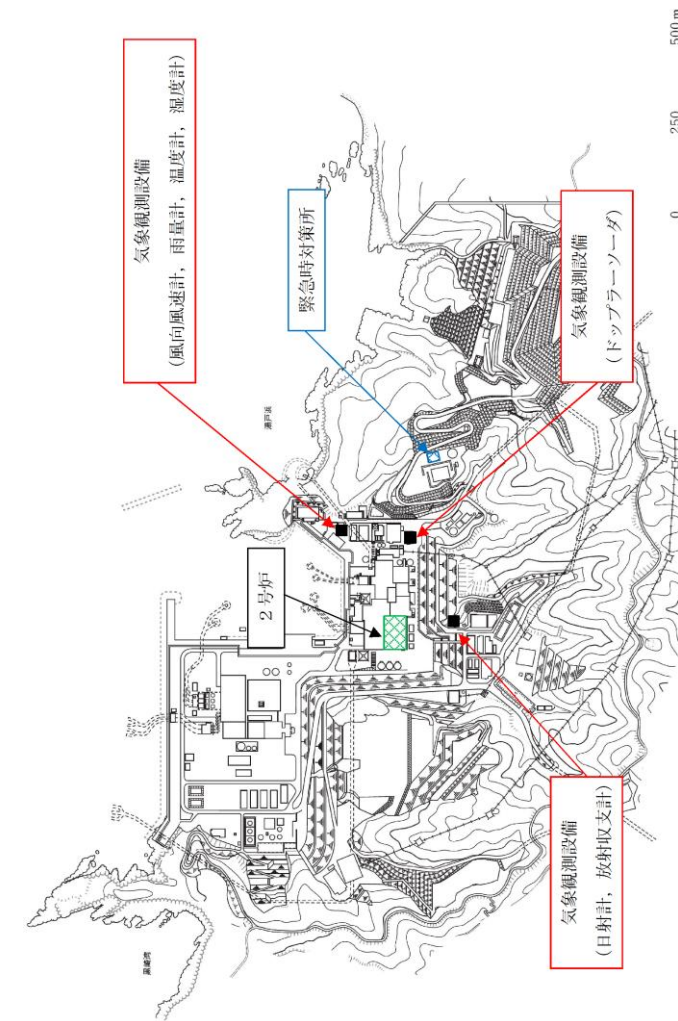 気象観測設備
(風向風速計，雨量計，温度計，湿度計)
２号炉
緊急時対策所
気象観測設備
(日射計，放射収支計)
気象観測設備
(ドップラーソーダ)
0
250
500m